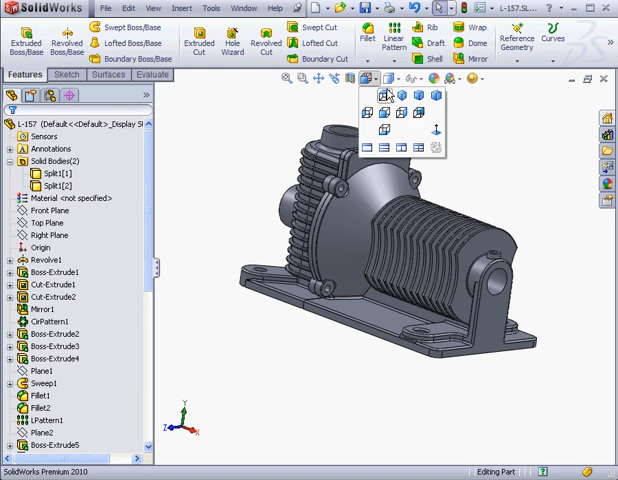 SolidWorks
File
Edit
View
Insert
Tools
Window
Help
L-157.SL...
Extruded Boss/Base
Revolved Boss/Base
Swept Boss/Base
Lofted Boss/Base
Boundary Boss/Base
Extruded Cut
Hole Wizard
Revolved Cut
Swept Cut
Lofted Cut
Boundary Cut
Fillet
Linear Pattern
Rib
Draft
Shell
Wrap
Dome
Mirror
Reference Geometry
Curves
Features
Sketch
Surfaces
Evaluate
L-157 (Default<<Default>_Display St
Sensors
Annotations
Solid Bodies(2)
Split1[1]
Split1[2]
Material <not specified>
Front Plane
Top Plane
Right Plane
Origin
Revolve1
Boss-Extrude1
Cut-Extrude1
Cut-Extrude2
Mirror1
CirPattern1
Boss-Extrude2
Boss-Extrude3
Boss-Extrude4
Plane1
Sweep1
Fillet1
Fillet2
LPattern1
Plane2
Boss-Extrude5
Y
X
Z
SolidWorks Premium 2010
Editing Part